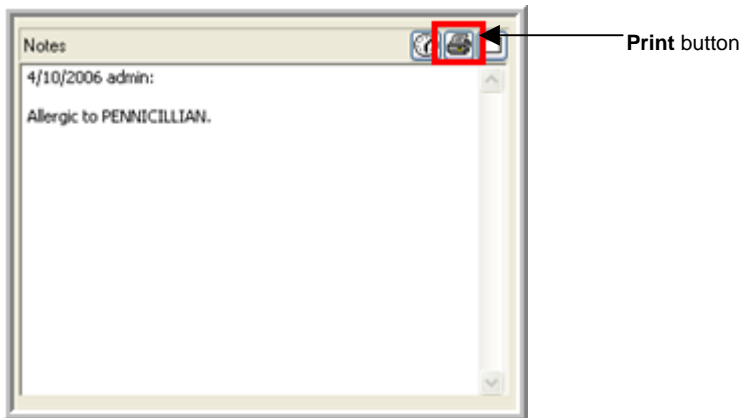 Notes
Print button
4/10/2006 admin:
Allergic to PENNICILLIAN.